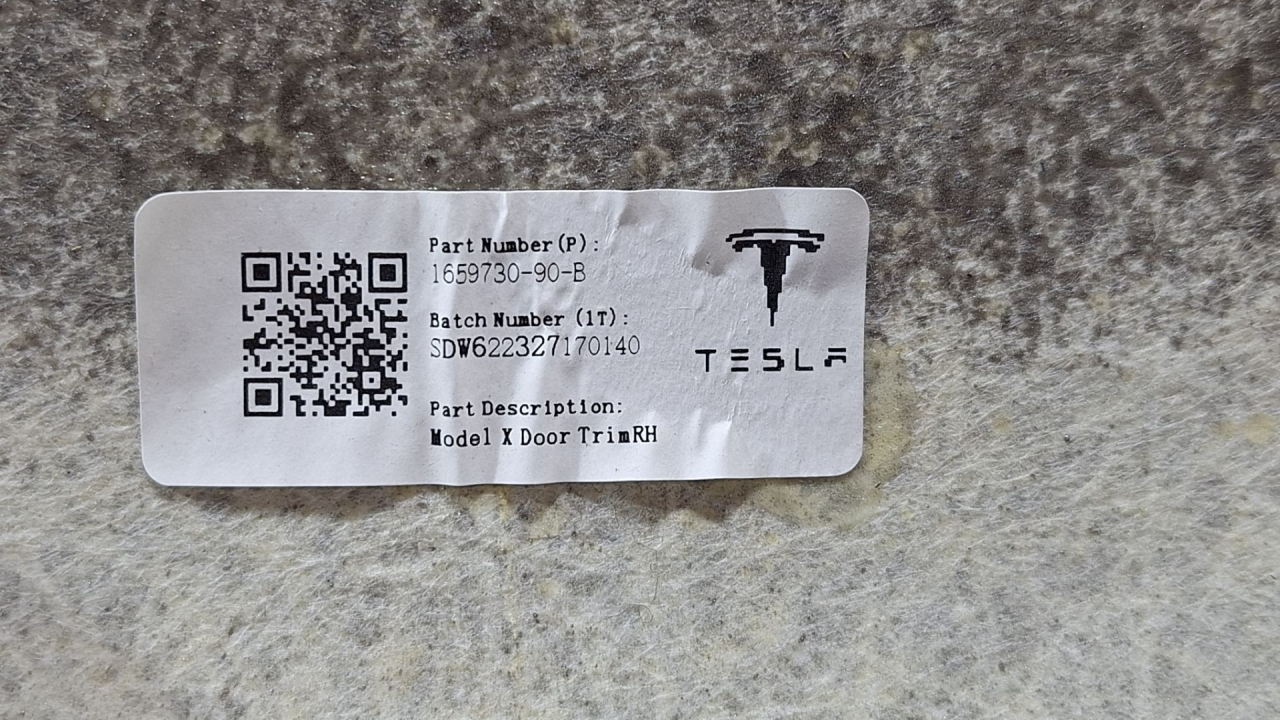 Part Number(P):
1659730-90-B
Batch Number (1T):
SDW622327170140
Part Description:
Model X Door TrimRH
TESLA